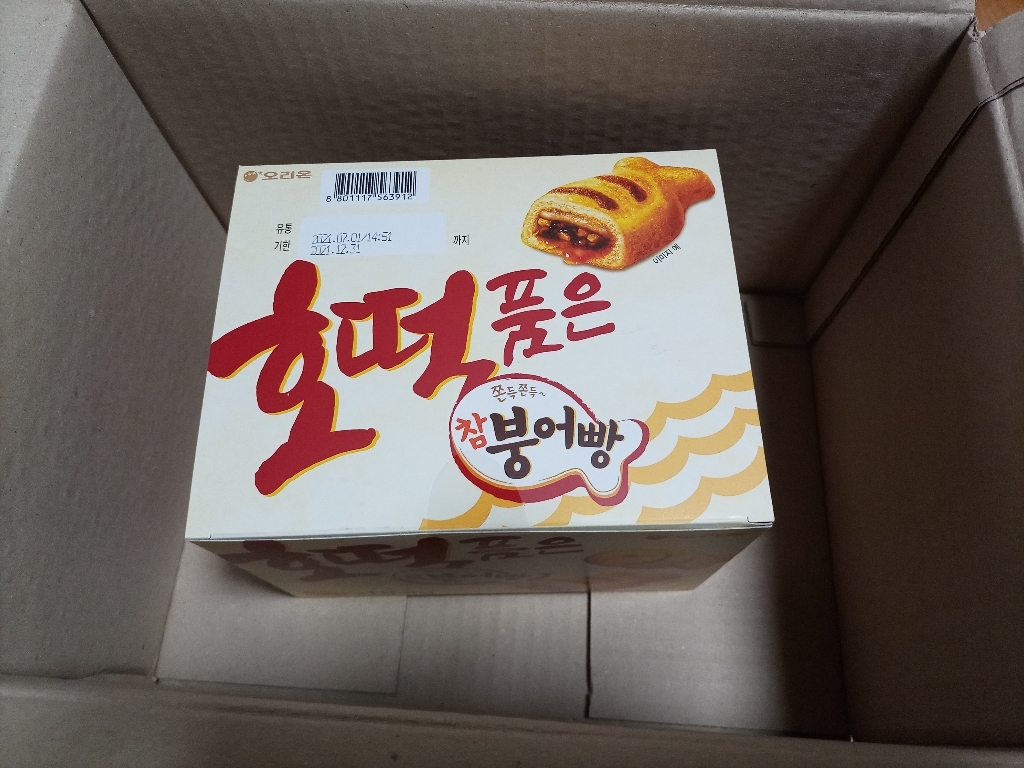 오리온
8 801117 563912
유통
기한
2021.07.01/14:51
2021.12.31
까지
이미지 예
호떡품은
쫀득쫀득~
참붕어빵
호떡품은